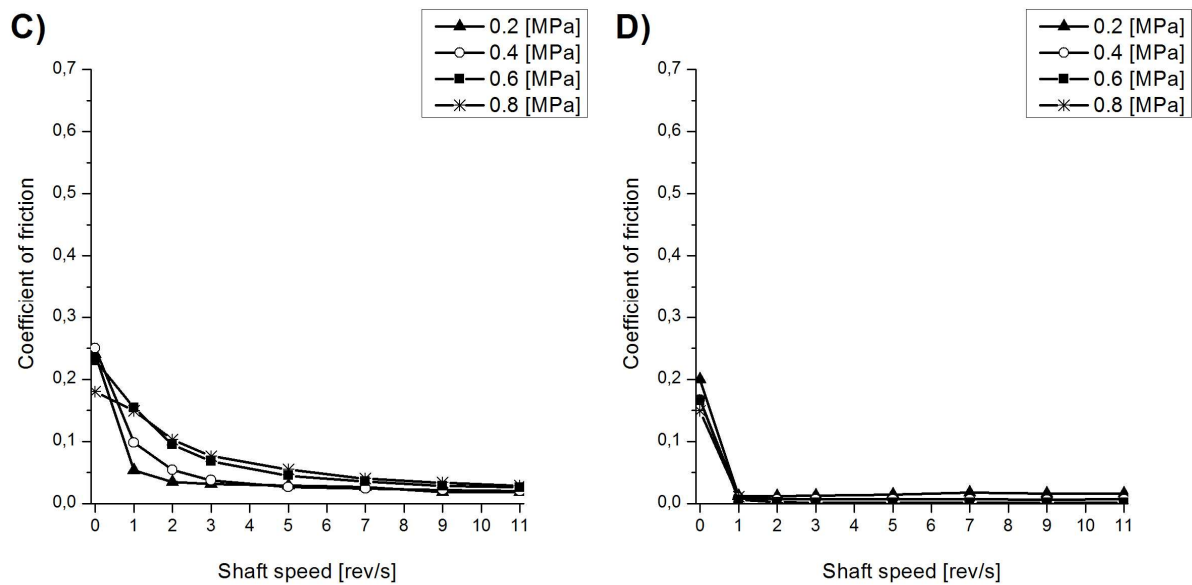 C)
0.2 [MPa]
0.4 [MPa]
0.6 [MPa]
0.8 [MPa]
0,7
0,6
0,5
0,4
0,3
0,2
0,1
0,0
Coefficient of friction
0 1 2 3 4 5 6 7 8 9 10 11
Shaft speed [rev/s]
D)
0.2 [MPa]
0.4 [MPa]
0.6 [MPa]
0.8 [MPa]
0,7
0,6
0,5
0,4
0,3
0,2
0,1
0,0
Coefficient of friction
0 1 2 3 4 5 6 7 8 9 10 11
Shaft speed [rev/s]